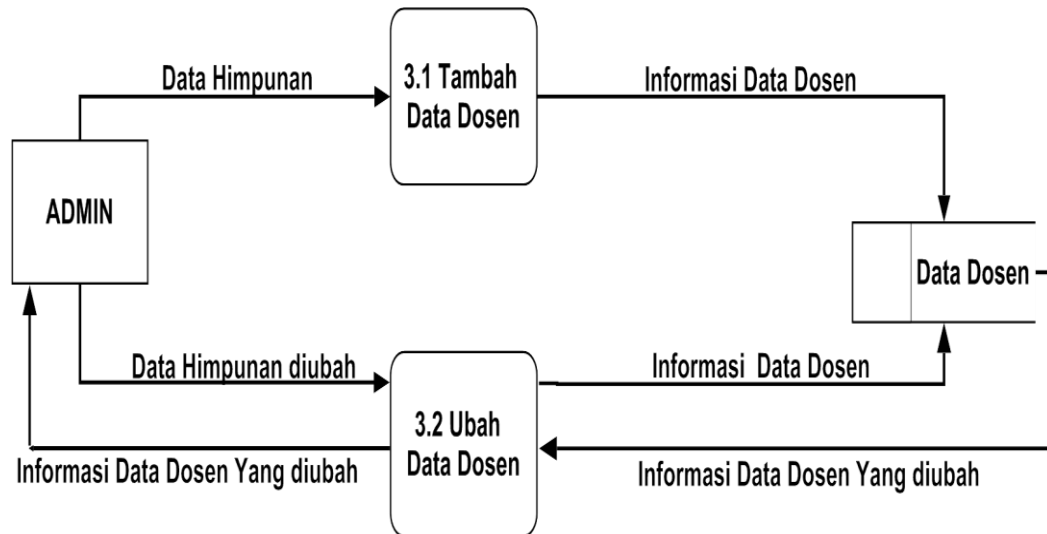 Data Himpunan
3.1 Tambah
Data Dosen
Informasi Data Dosen
ADMIN
Data Dosen
Data Himpunan diubah
Informasi Data Dosen
3.2 Ubah
Data Dosen
Informasi Data Dosen Yang diubah
Informasi Data Dosen Yang diubah